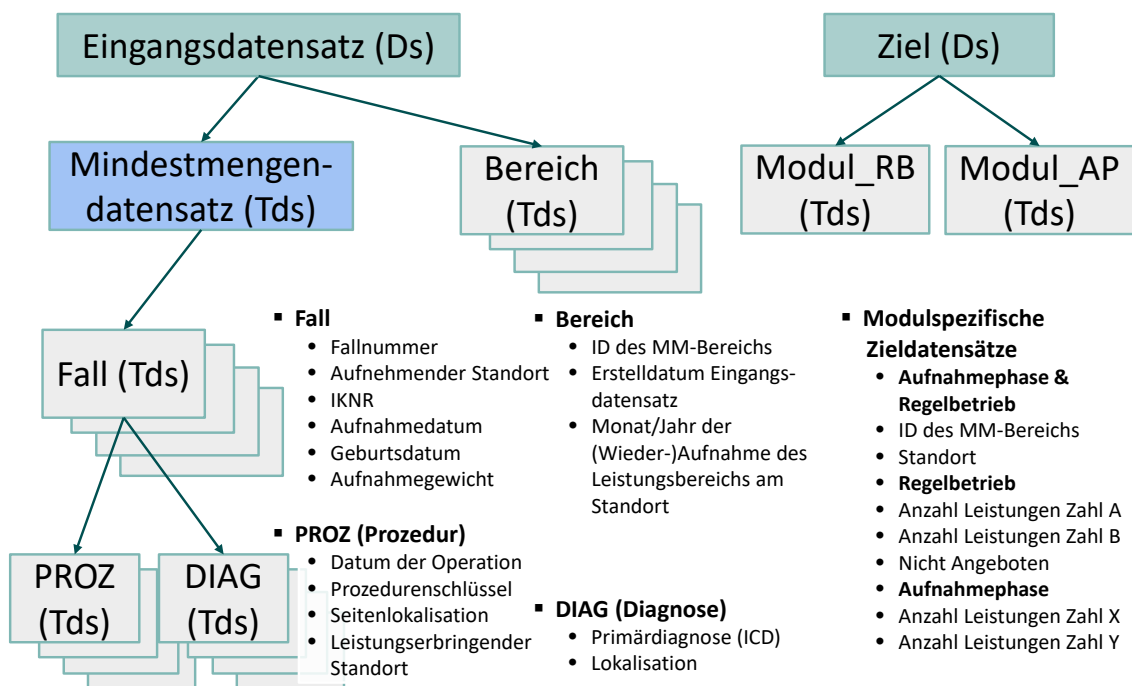 Eingangsdatensatz (Ds)
Ziel (Ds)
Mindestmengen-
datensatz (Tds)
Bereich
(Tds)
Modul_RB
(Tds)
Modul_AP
(Tds)
Fall (Tds)
PROZ
(Tds)
DIAG
(Tds)
▪ Fall
• Fallnummer
• Aufnehmender Standort
• IKNR
• Aufnahmedatum
• Geburtsdatum
• Aufnahmegewicht
▪ PROZ (Prozedur)
• Datum der Operation
• Prozedurenschlüssel
• Seitenlokalisation
• Leistungserbringender
Standort
▪ Bereich
• ID des MM-Bereichs
• Erstelldatum Eingangs-
datensatz
• Monat/Jahr der
(Wieder-)Aufnahme des
Leistungsbereichs am
Standort
▪ DIAG (Diagnose)
• Primärdiagnose (ICD)
• Lokalisation
▪ Modulspezifische
Zieldatensätze
• Aufnahmephase &
Regelbetrieb
• ID des MM-Bereichs
• Standort
• Regelbetrieb
• Anzahl Leistungen Zahl A
• Anzahl Leistungen Zahl B
• Nicht Angeboten
• Aufnahmephase
• Anzahl Leistungen Zahl X
• Anzahl Leistungen Zahl Y